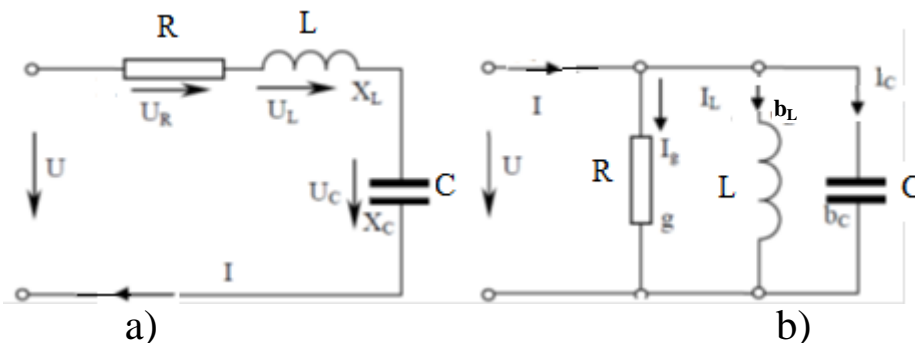 R L
U_R U_L X_L
U U_C C
X_C
I
a)
I I_L b_L I_C
I_g
U R L C
g b_C
b)